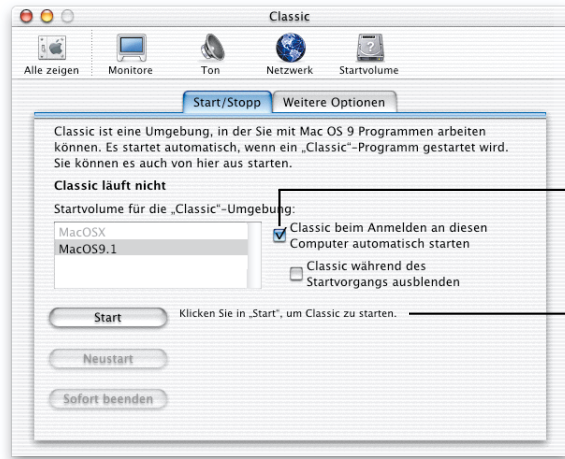 Classic
Alle zeigen Monitore Ton Netzwerk Startvolume
Start/Stopp Weitere Optionen
Classic ist eine Umgebung, in der Sie mit Mac OS 9 Programmen arbeiten
können. Es startet automatisch, wenn ein „Classic“-Programm gestartet wird.
Sie können es auch von hier aus starten.
Classic läuft nicht
Startvolume für die „Classic“-Umgebung:
MacOSX
MacOS9.1
Classic beim Anmelden an diesen
Computer automatisch starten
Classic während des
Startvorgangs ausblenden
Start
Klicken Sie in „Start“, um Classic zu starten.
Neustart
Sofort beenden